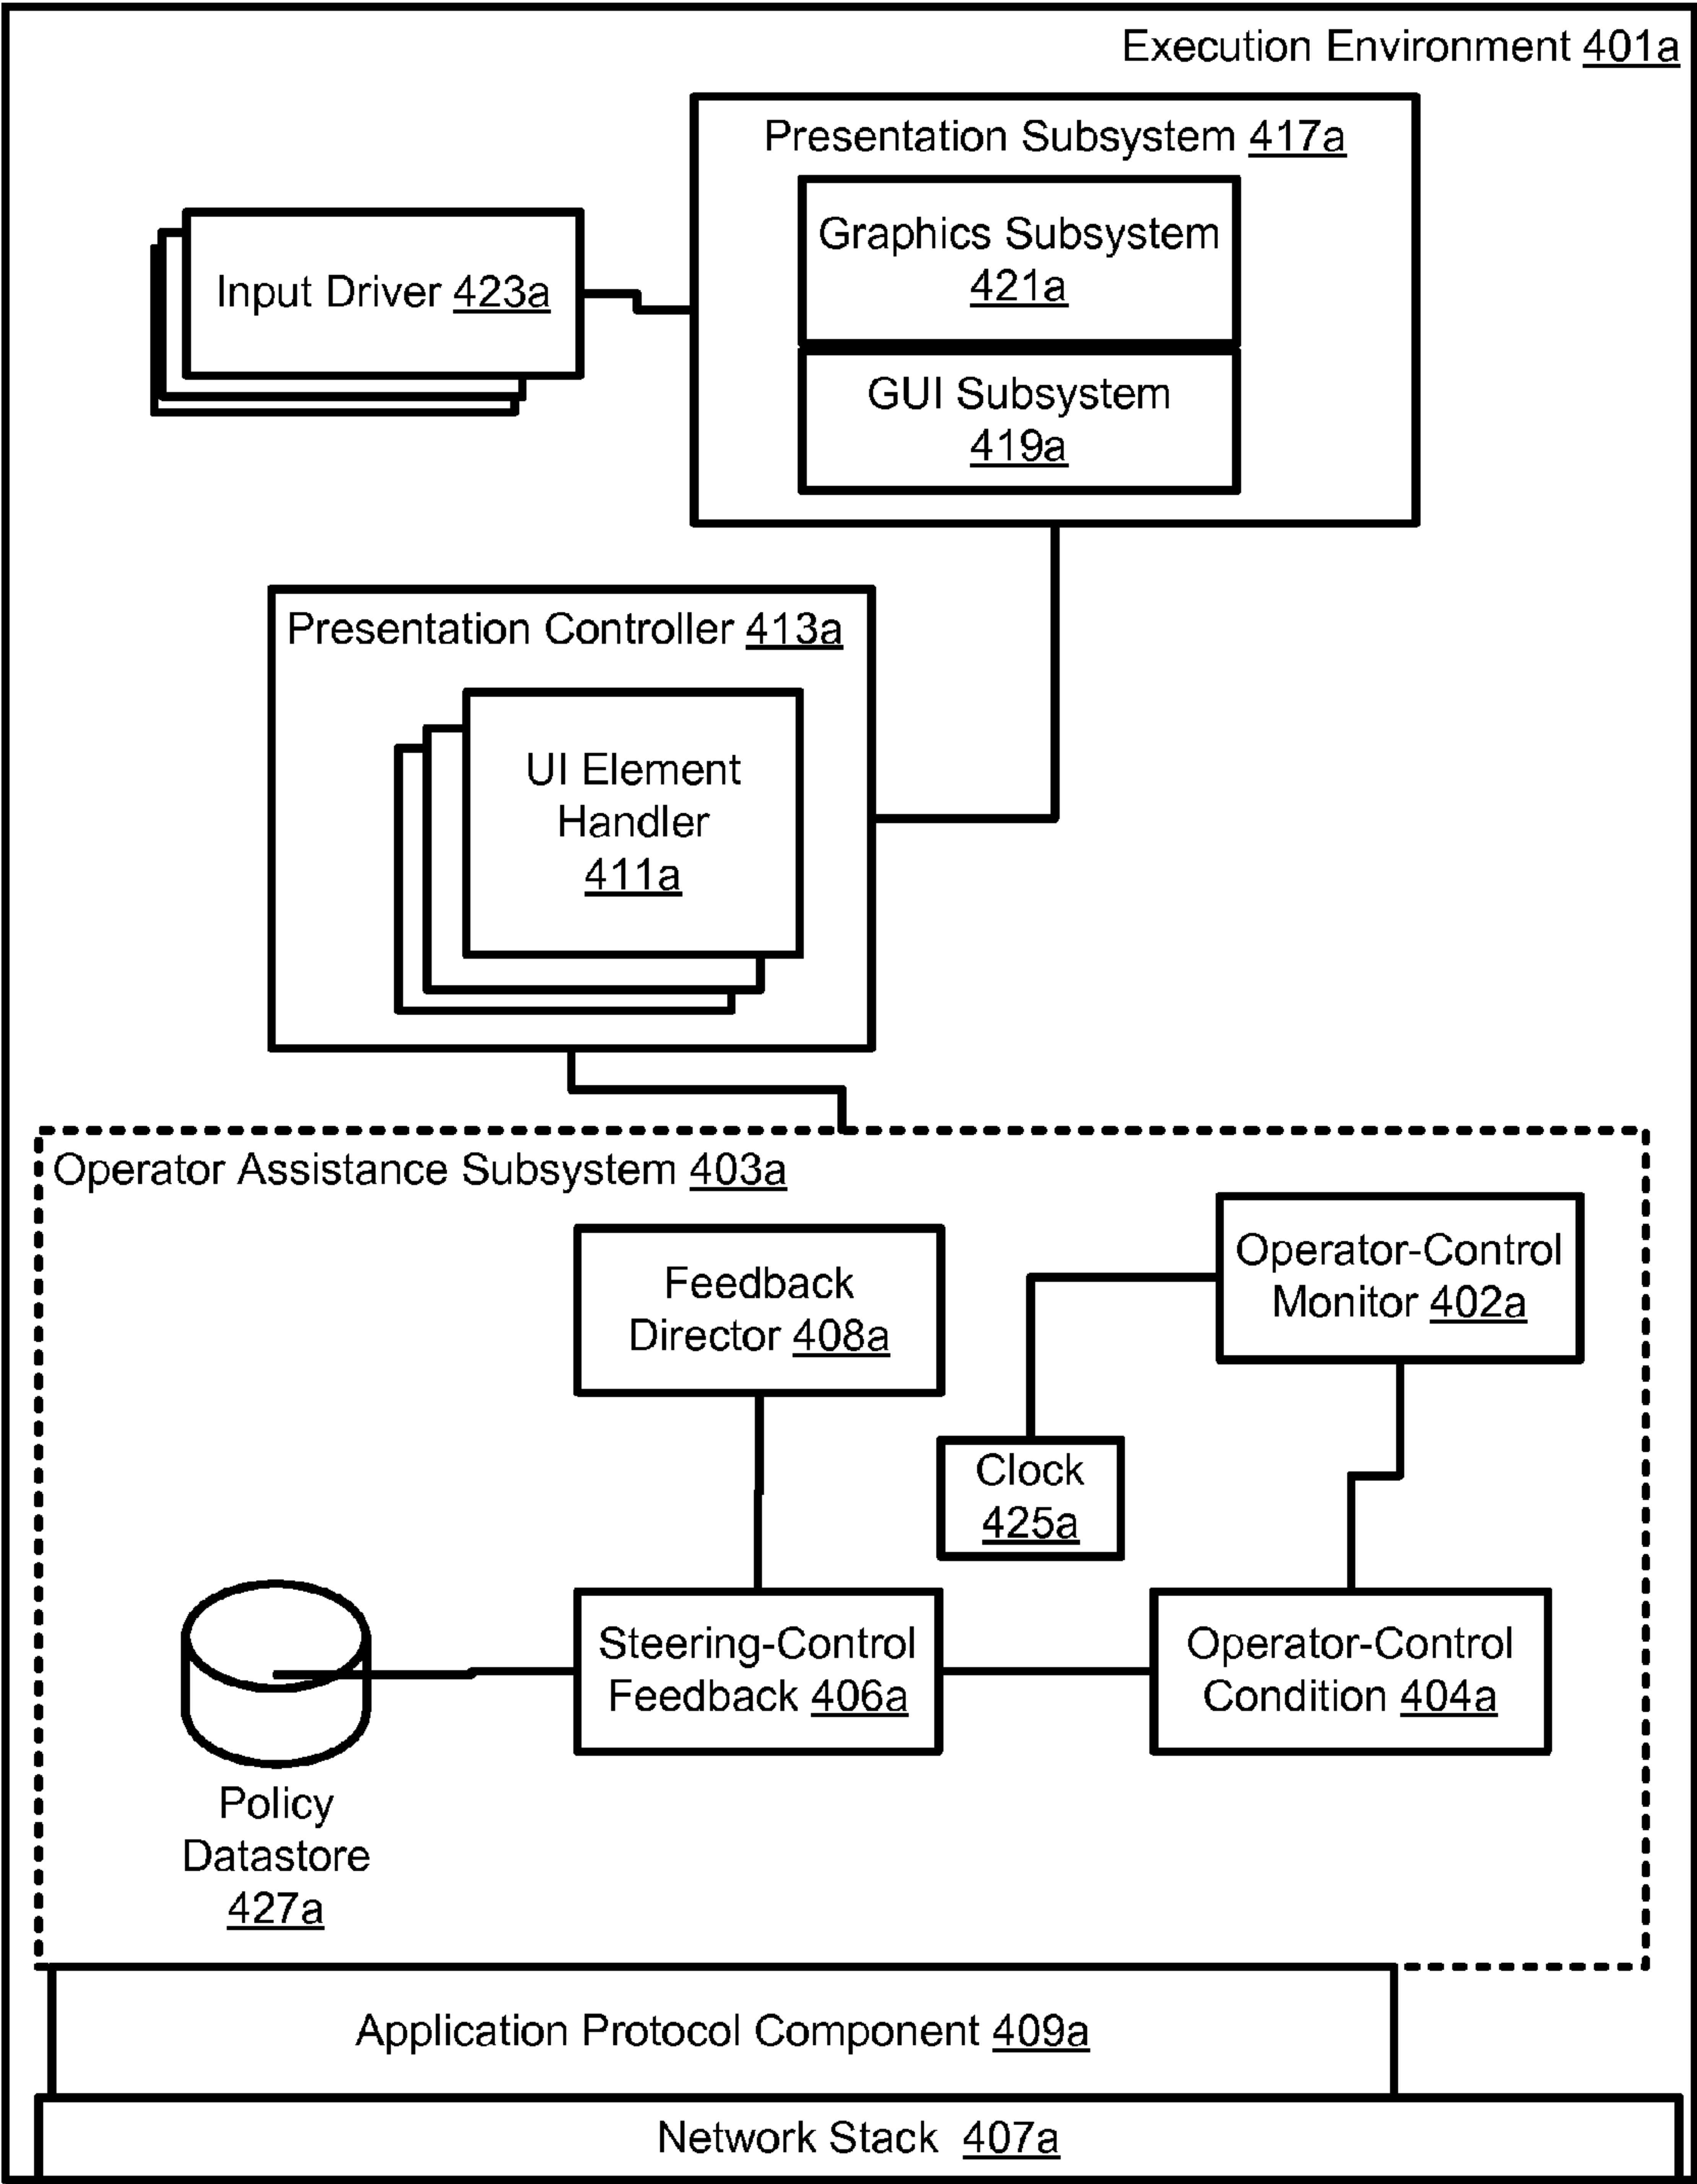 Execution Environment 401a
Presentation Subsystem 417a
Graphics Subsystem
421a
Input Driver 423a
GUI Subsystem
419a
Presentation Controller 413a
UI Element
Handler
411a
Operator Assistance Subsystem 403a
Feedback
Director 408a
Operator-Control
Monitor 402a
Clock
425a
Steering-Control
Feedback 406a
Operator-Control
Condition 404a
Policy
Datastore
427a
Application Protocol Component 409a
Network Stack 407a